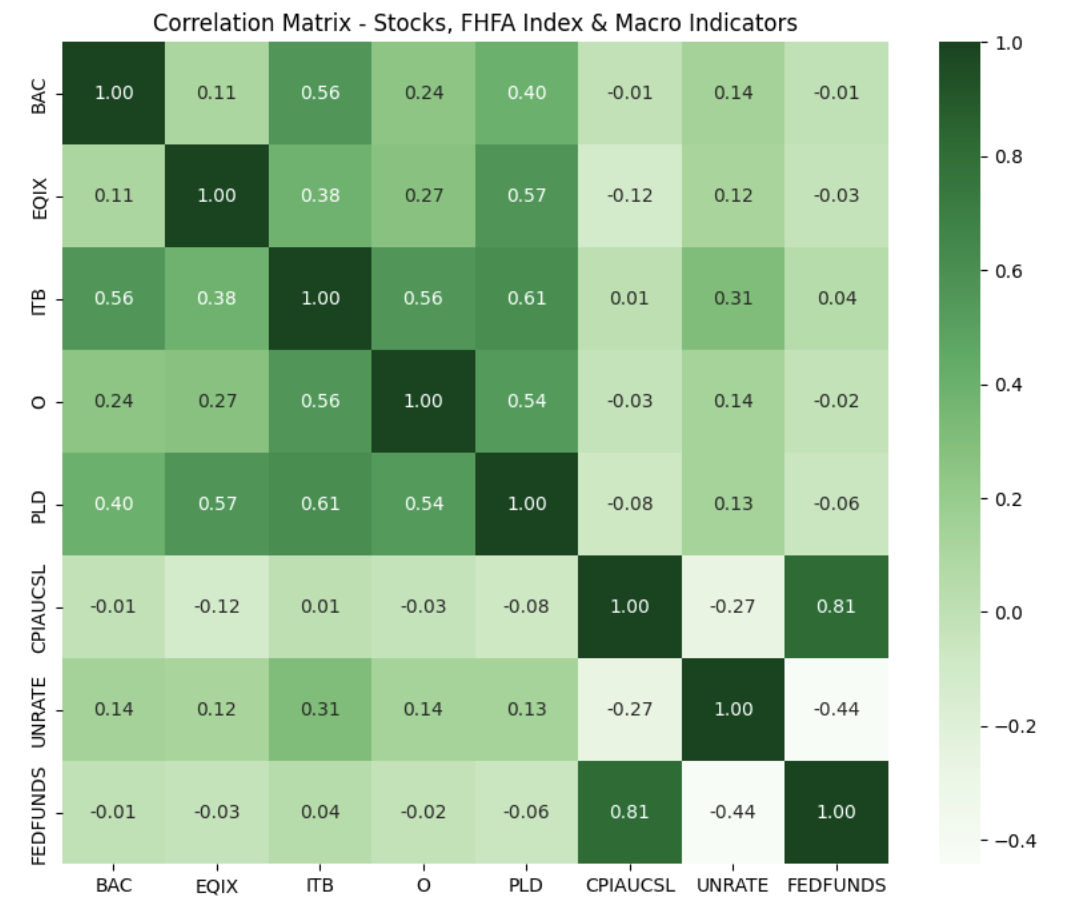 Correlation Matrix - Stocks, FHFA Index & Macro Indicators
BAC 1.00 0.11 0.56 0.24 0.40 -0.01 0.14 -0.01
EQIX 0.11 1.00 0.38 0.27 0.57 -0.12 0.12 -0.03
ITB 0.56 0.38 1.00 0.56 0.61 0.01 0.31 0.04
O 0.24 0.27 0.56 1.00 0.54 -0.03 0.14 -0.02
PLD 0.40 0.57 0.61 0.54 1.00 -0.08 0.13 -0.06
CPIAUCSL -0.01 -0.12 0.01 -0.03 -0.08 1.00 -0.27 0.81
UNRATE 0.14 0.12 0.31 0.14 0.13 -0.27 1.00 -0.44
FEDFUNDS -0.01 -0.03 0.04 -0.02 -0.06 0.81 -0.44 1.00
BAC EQIX ITB O PLD CPIAUCSL UNRATE FEDFUNDS
1.0
0.8
0.6
0.4
0.2
0.0
−0.2
−0.4